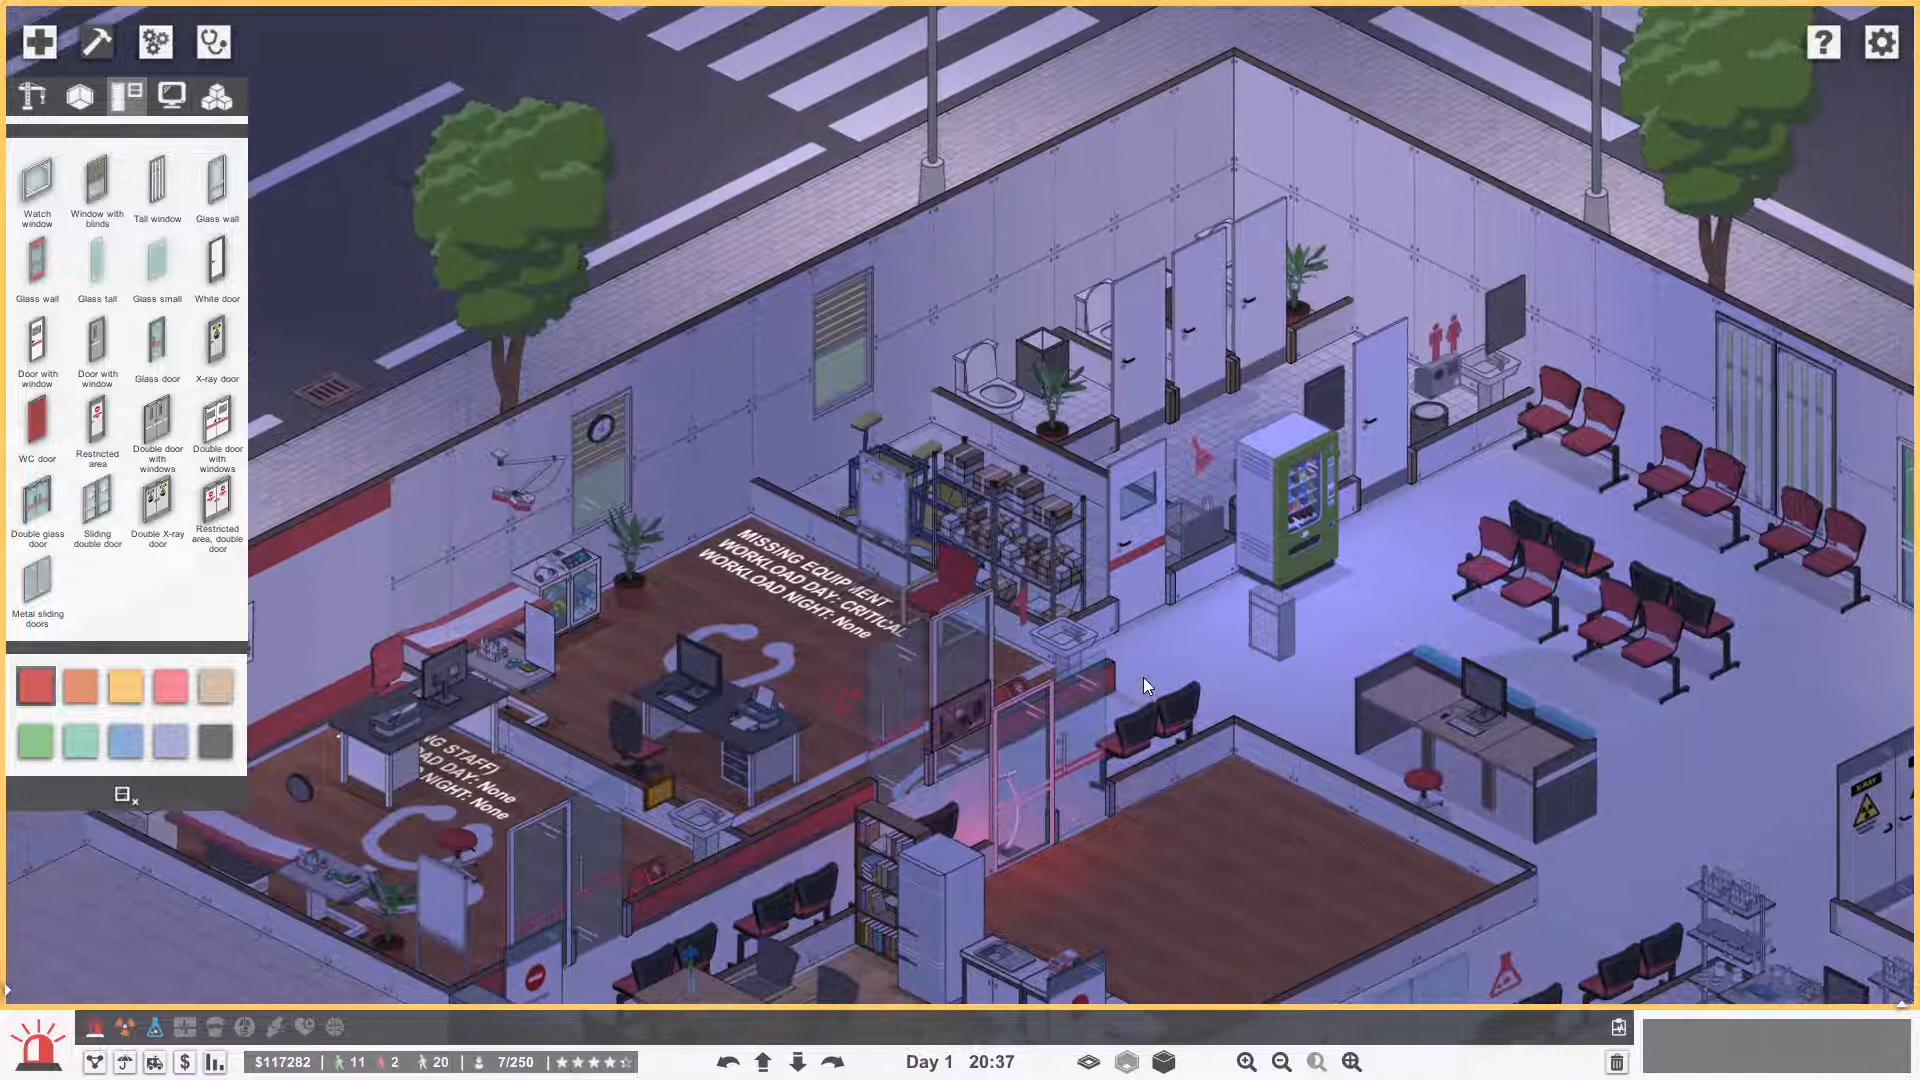 ?
Watch window
Window with blinds
Tall window
Glass wall
Glass wall
Glass tall
Glass small
White door
Door with window
Door with window
Glass door
X-ray door
WC door
Restricted area
Double door with windows
Double door with windows
Double glass door
Sliding double door
Double X-ray door
Restricted area, double door
Metal sliding doors
MISSING EQUIPMENT
WORKLOAD DAY: CRITICAL
WORKLOAD NIGHT: None
NG STAFF)
AD DAY: None
NIGHT: None
X-RAY
$
$117282
11
2
20
7/250
Day 1 20:37